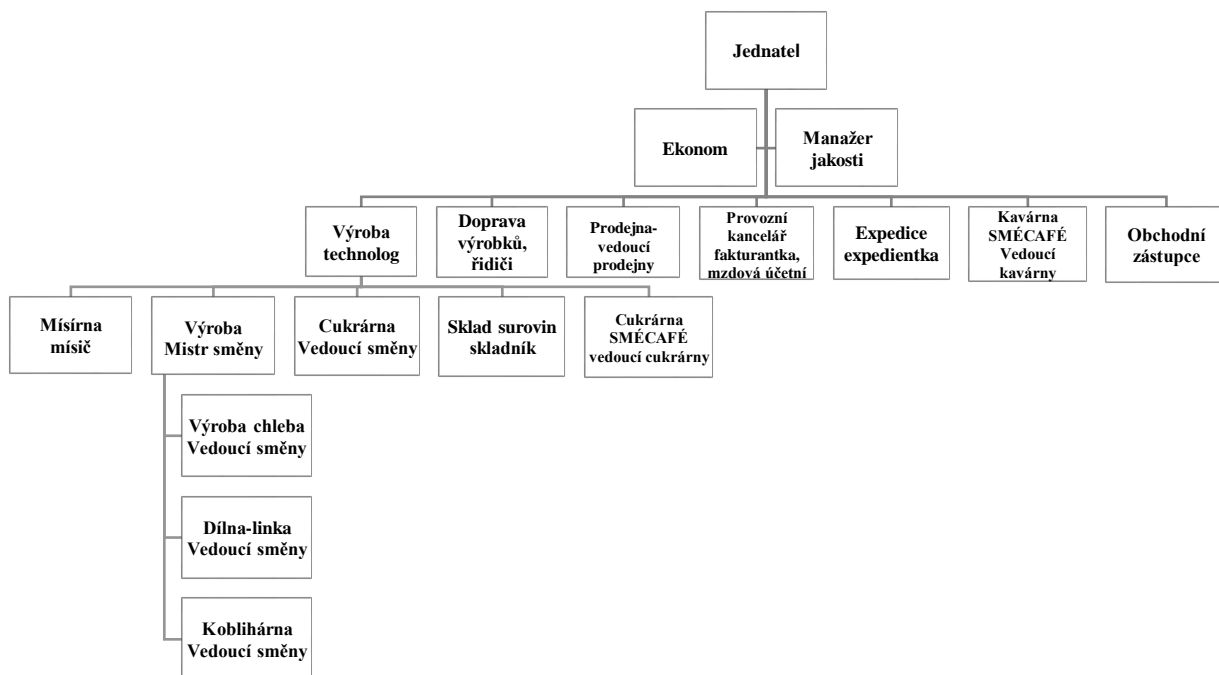 Jednatel
Ekonom
Manažer
jakosti
Výroba
technolog
Doprava
výrobků,
řidiči
Prodejna-
vedoucí
prodejny
Provozní
kancelář
fakturantka,
mzdová účetní
Expedice
expedientka
Kavárna
SMÉCAFÉ
Vedoucí
kavárny
Obchodní
zástupce
Mísírna
mísič
Výroba
Mistr směny
Cukrárna
Vedoucí směny
Sklad surovin
skladník
Cukrárna
SMÉCAFÉ
vedoucí cukrárny
Výroba chleba
Vedoucí směny
Dílna-linka
Vedoucí směny
Koblihárna
Vedoucí směny